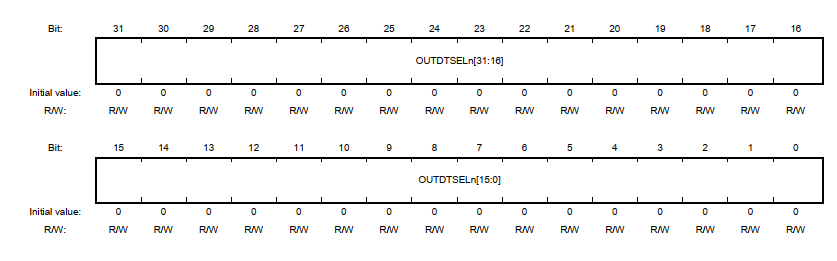 Bit: 31 30 29 28 27 26 25 24 23 22 21 20 19 18 17 16
OUTDTSELn[31:16]
Initial value: 0 0 0 0 0 0 0 0 0 0 0 0 0 0 0 0
R/W: R/W R/W R/W R/W R/W R/W R/W R/W R/W R/W R/W R/W R/W R/W R/W R/W
Bit: 15 14 13 12 11 10 9 8 7 6 5 4 3 2 1 0
OUTDTSELn[15:0]
Initial value: 0 0 0 0 0 0 0 0 0 0 0 0 0 0 0 0
R/W: R/W R/W R/W R/W R/W R/W R/W R/W R/W R/W R/W R/W R/W R/W R/W R/W